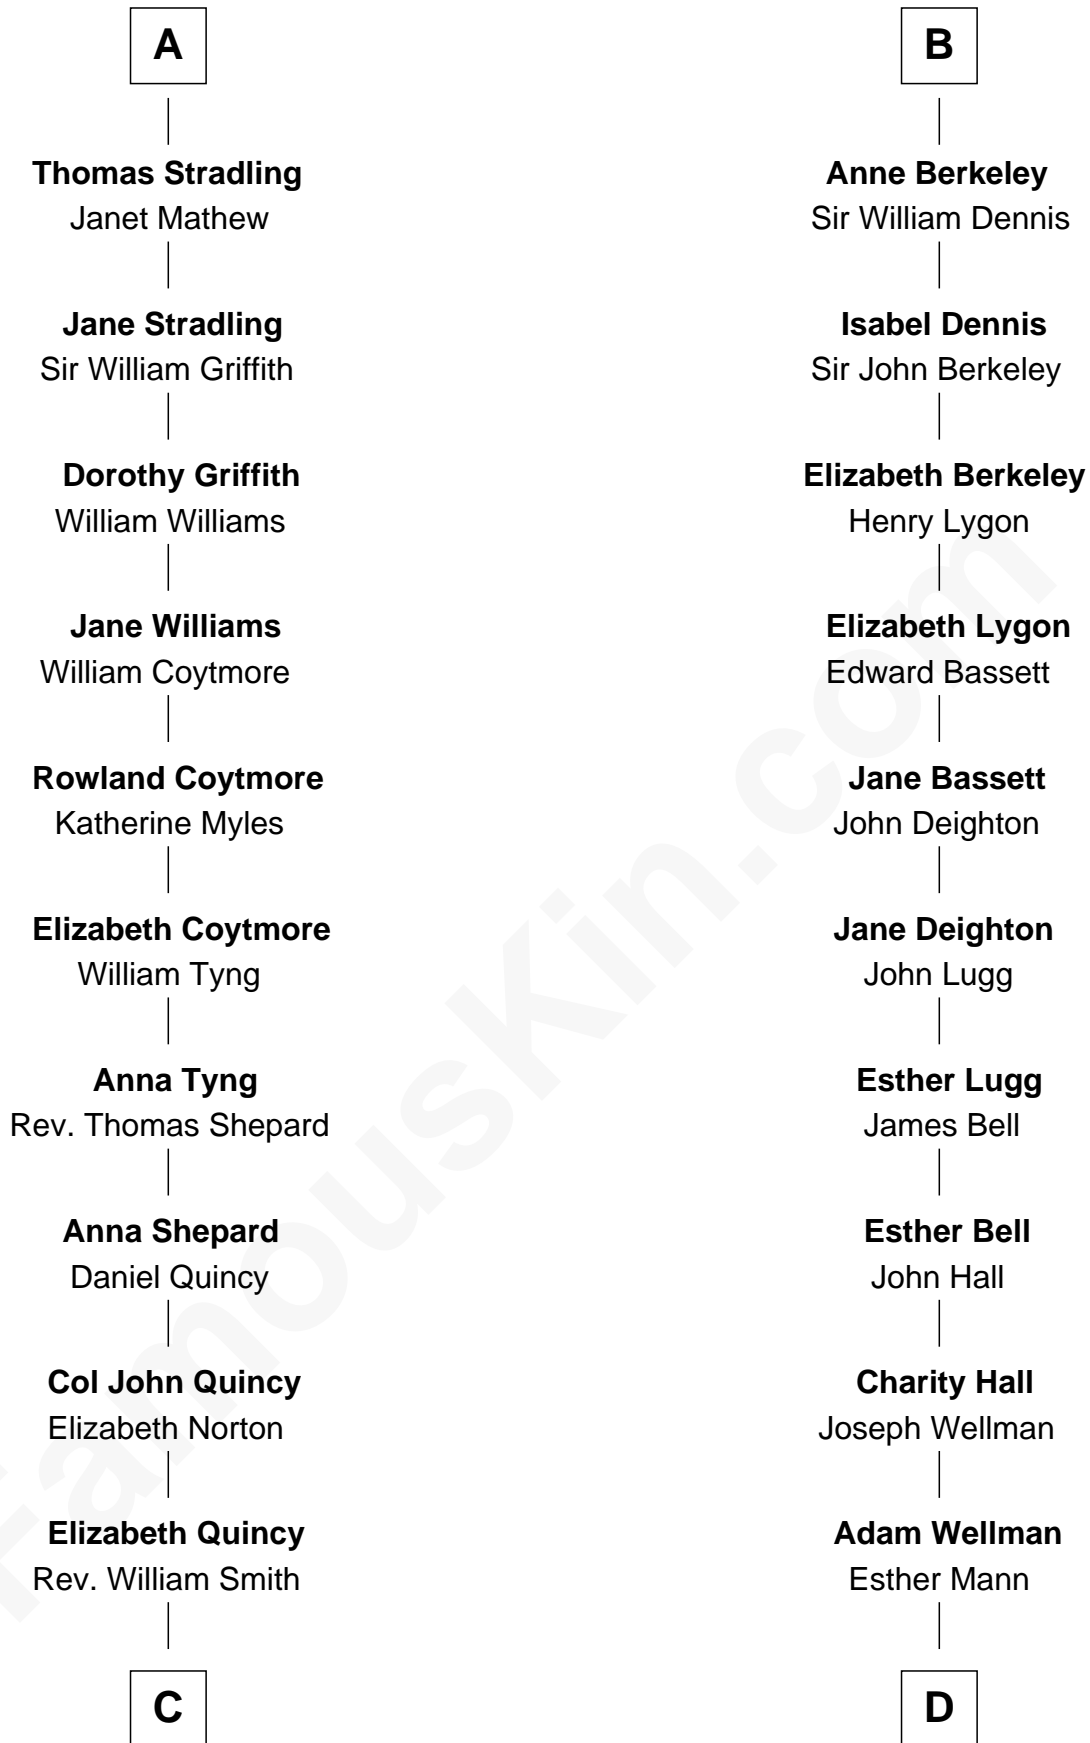 A
Thomas Stradling
Janet Mathew
Jane Stradling
Sir William Griffith
Dorothy Griffith
William Williams
Jane Williams
William Coytmore
Rowland Coytmore
Katherine Myles
Elizabeth Coytmore
William Tyng
Anna Tyng
Rev. Thomas Shepard
Anna Shepard
Daniel Quincy
Col John Quincy
Elizabeth Norton
Elizabeth Quincy
Rev. William Smith
C
B
Anne Berkeley
Sir William Dennis
Isabel Dennis
Sir John Berkeley
Elizabeth Berkeley
Henry Lygon
Elizabeth Lygon
Edward Bassett
Jane Bassett
John Deighton
Jane Deighton
John Lugg
Esther Lugg
James Bell
Esther Bell
John Hall
Charity Hall
Joseph Wellman
Adam Wellman
Esther Mann
D
FamousKin.com